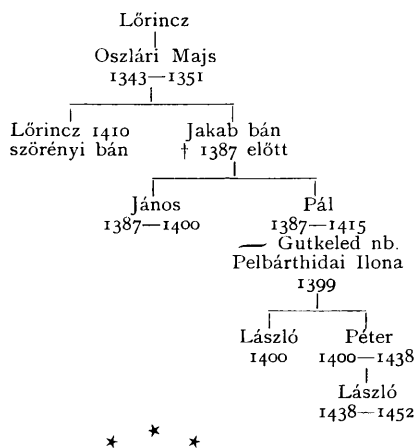 Lőrincz
Oszlári Majs
1343—1351
Lőrincz 1410 Jakab bán
szörényi bán † 1387 előtt
János Pál
1387—1400 1387—1415
— Gutkeled nb.
Pelbárthidai Ilona
1399
László Péter
1400 1400—1438
László
1438—1452